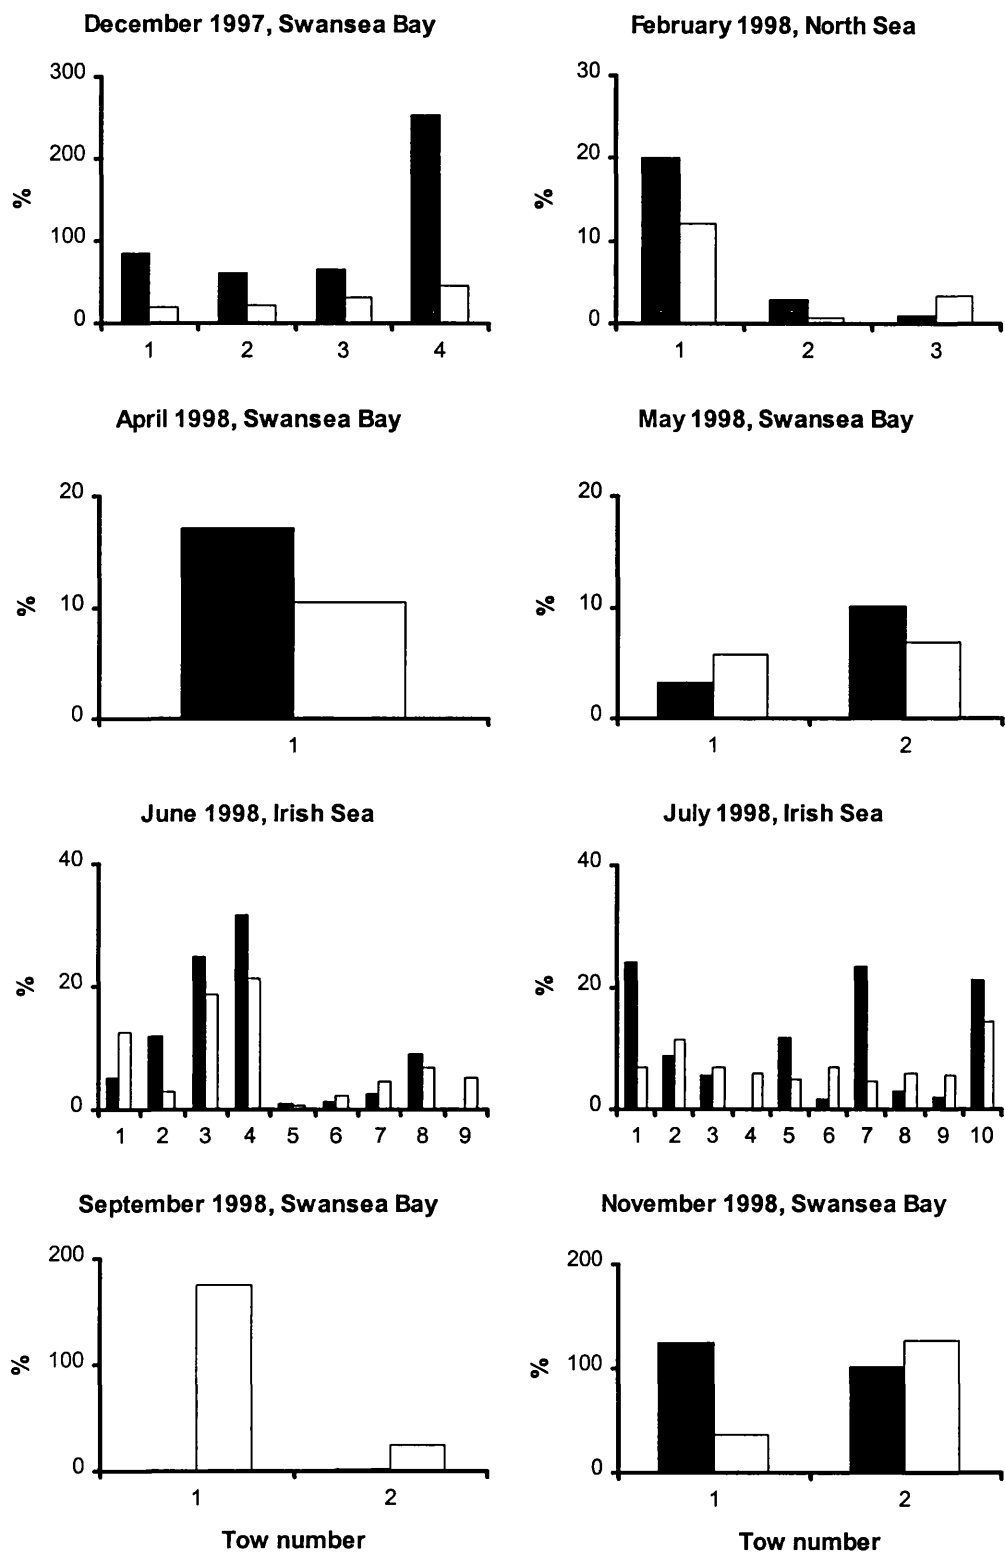 December 1997, Swansea Bay
300
200
100
0
%
1 2 3 4
February 1998, North Sea
30
20
10
0
%
1 2 3
April 1998, Swansea Bay
20
10
0
%
1
May 1998, Swansea Bay
20
10
0
%
1 2
June 1998, Irish Sea
40
20
0
%
1 2 3 4 5 6 7 8 9
July 1998, Irish Sea
40
20
0
%
1 2 3 4 5 6 7 8 9 10
September 1998, Swansea Bay
200
100
0
%
1 2
Tow number
November 1998, Swansea Bay
200
100
0
%
1 2
Tow number